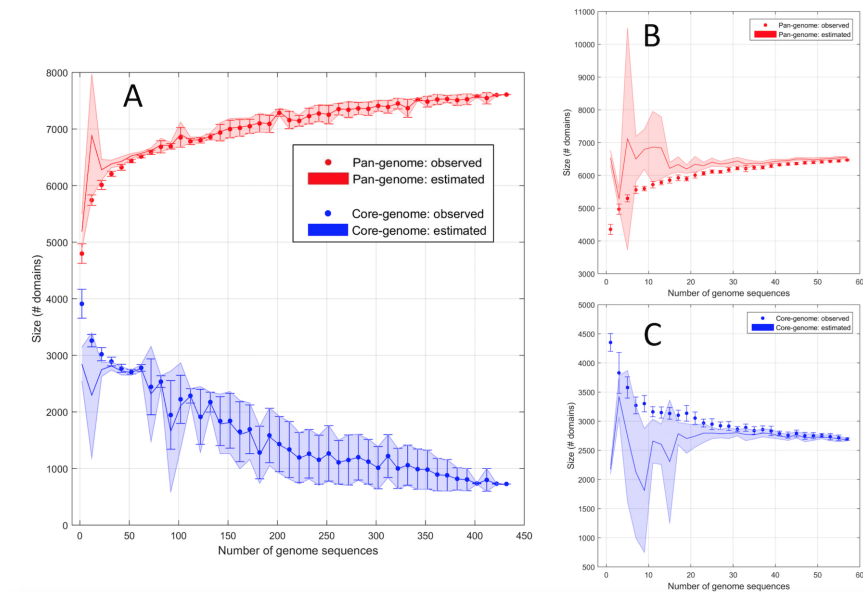 A
8000
7000
6000
5000
4000
3000
2000
1000
0
Size (# domains)
Pan-genome: observed
Pan-genome: estimated
Core-genome: observed
Core-genome: estimated
0 50 100 150 200 250 300 350 400 450
Number of genome sequences
B
11000
10000
9000
8000
7000
6000
5000
4000
3000
Size (# domains)
Pan-genome: observed
Pan-genome: estimated
0 10 20 30 40 50 60
Number of genome sequences
C
5000
4500
4000
3500
3000
2500
2000
1500
1000
500
Size (# domains)
Core-genome: observed
Core-genome: estimated
0 10 20 30 40 50 60
Number of genome sequences